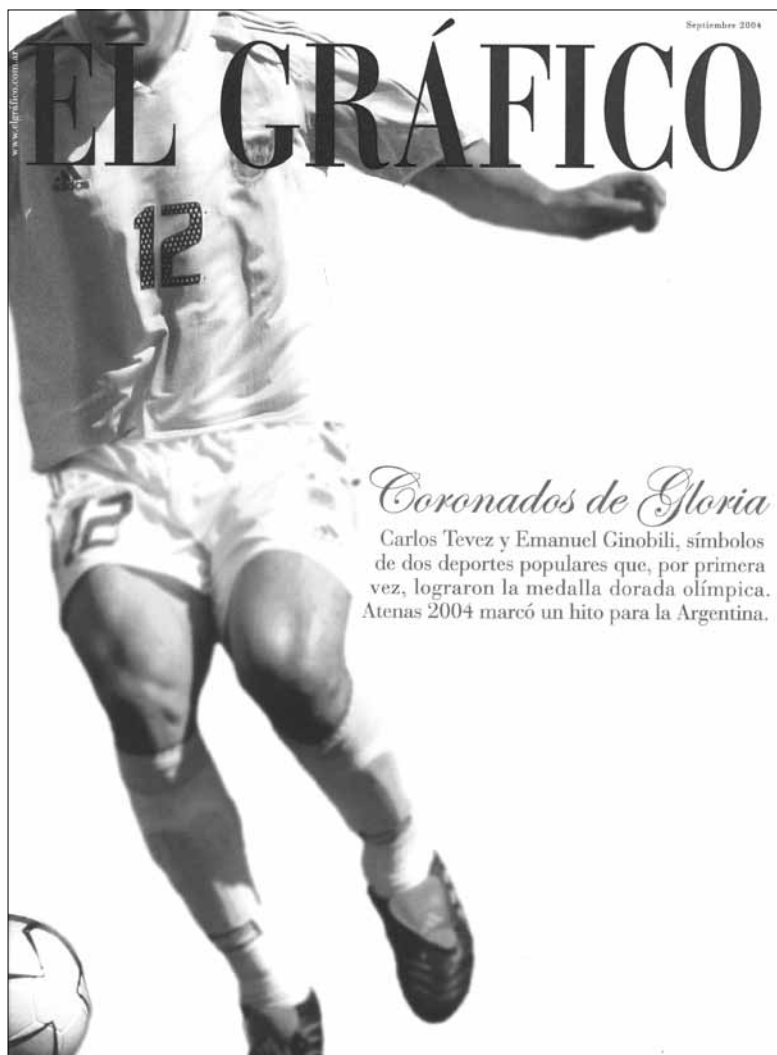 Septiembre 2004
www.elgrafico.com.ar
EL GRÁFICO
adidas
12
12
Coronados de Gloria
Carlos Tevez y Emanuel Ginobili, símbolos
de dos deportes populares que, por primera
vez, lograron la medalla dorada olímpica.
Atenas 2004 marcó un hito para la Argentina.